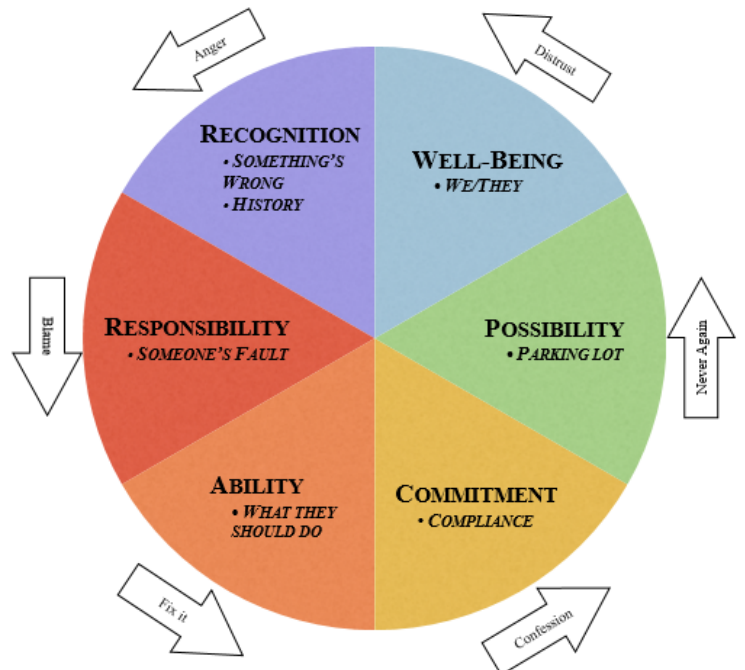 Anger
Distrust
RECOGNITION
• SOMETHING'S
WRONG
• HISTORY
WELL-BEING
• WE/THEY
Blame
RESPONSIBILITY
• SOMEONE'S FAULT
POSSIBILITY
• PARKING LOT
Never Again
ABILITY
• WHAT THEY
SHOULD DO
COMMITMENT
• COMPLIANCE
Fix it
Confession